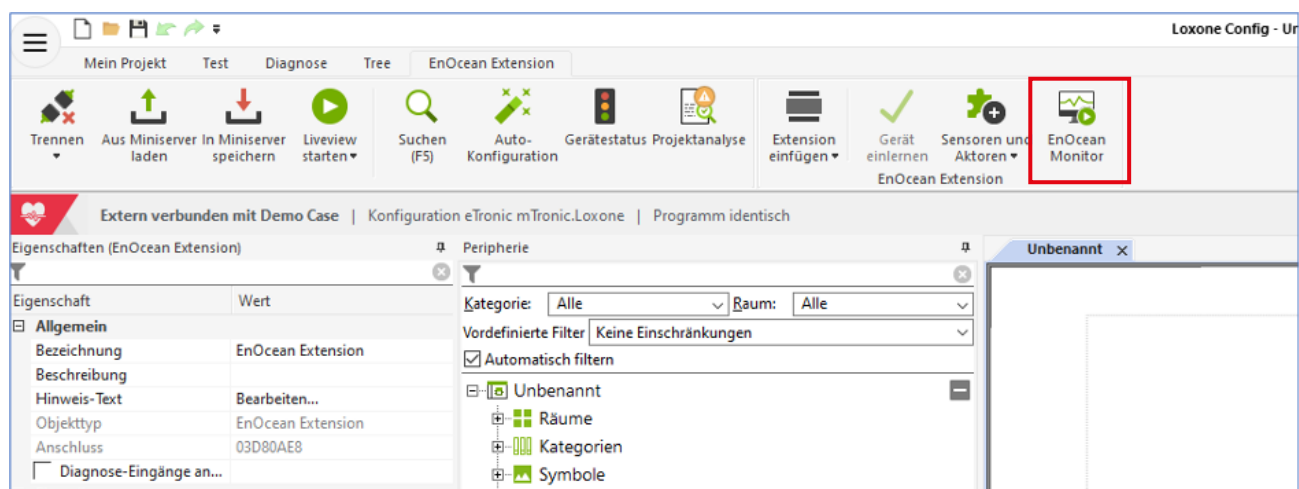 Loxone Config - Un
Mein Projekt Test Diagnose Tree EnOcean Extension
Trennen Aus Miniserver laden In Miniserver speichern Liveview starten Suchen (F5) Auto-Konfiguration Gerätestatus Projektanalyse Extension einfügen Gerät einlernen Sensoren und Aktoren EnOcean Monitor
EnOcean Extension
Extern verbunden mit Demo Case | Konfiguration eTronic mTronic.Loxone | Programm identisch
Eigenschaften (EnOcean Extension)
Eigenschaft Wert
Allgemein
Bezeichnung EnOcean Extension
Beschreibung
Hinweis-Text Bearbeiten...
Objekttyp EnOcean Extension
Anschluss 03D80AE8
Diagnose-Eingänge an...
Peripherie
Kategorie: Alle Raum: Alle
Vordefinierte Filter Keine Einschränkungen
Automatisch filtern
Unbenannt
Räume
Kategorien
Symbole
Unbenannt